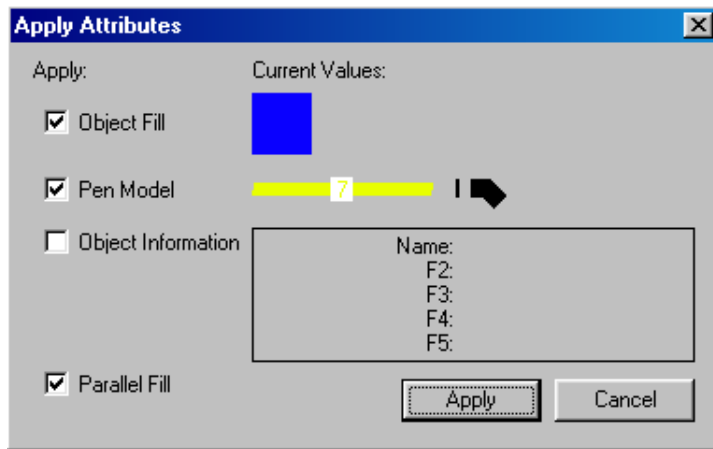 Apply Attributes
Apply: Current Values:
Object Fill
Pen Model 7
Object Information
Name:
F2:
F3:
F4:
F5:
Parallel Fill
Apply Cancel